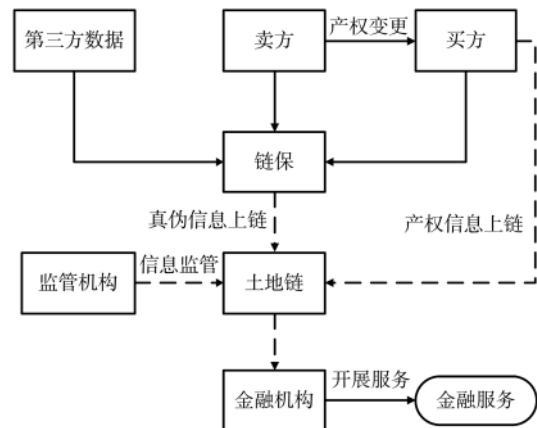 第三方数据
卖方
产权变更
买方
链保
真伪信息上链
产权信息上链
监管机构
信息监管
土地链
金融机构
开展服务
金融服务